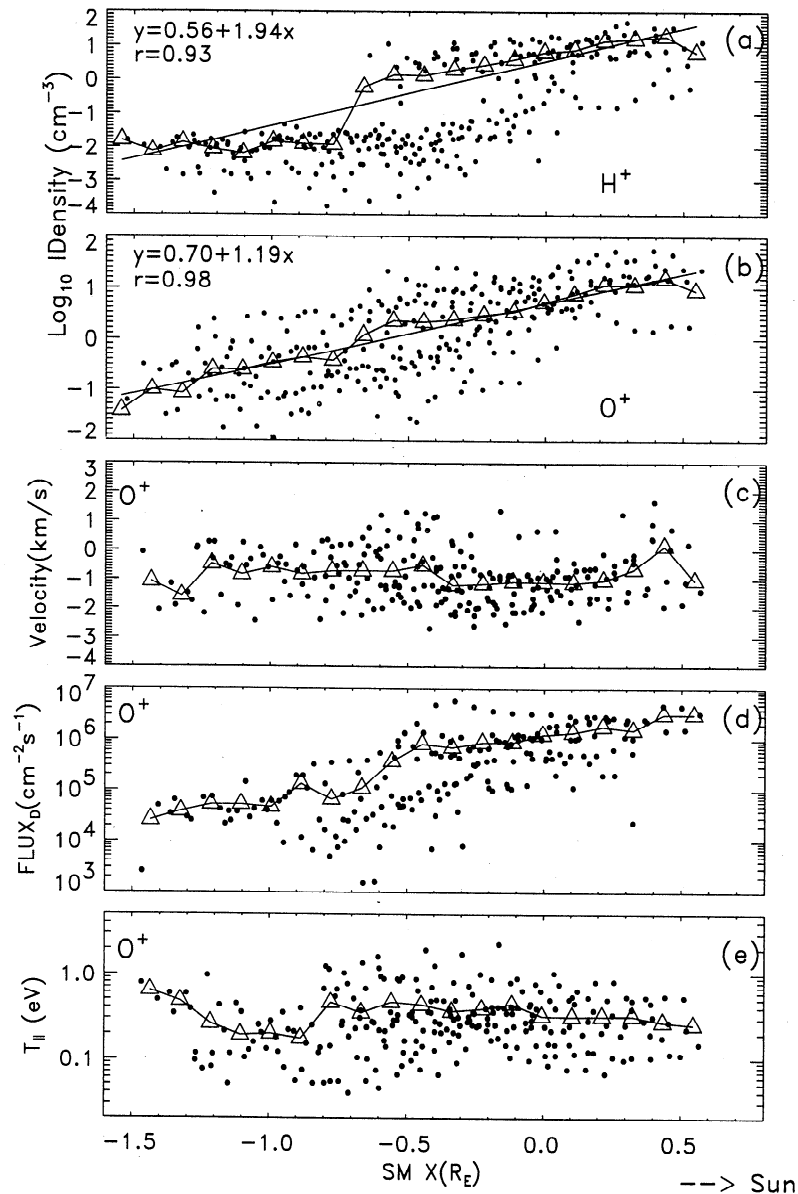 y=0.56+1.94x
r=0.93
(a)
H+
2
1
0
−1
−2
−3
−4
Log10 IDensity (cm−3)
y=0.70+1.19x
r=0.98
(b)
O+
2
1
0
−1
−2
O+
(c)
3
2
1
0
−1
−2
−3
−4
Velocity(km/s)
O+
(d)
10^7
10^6
10^5
10^4
10^3
FLUX_D(cm−2s−1)
O+
(e)
1.0
0.1
T_|| (eV)
−1.5 −1.0 −0.5 0.0 0.5
SM X(R_E)
--> Sun